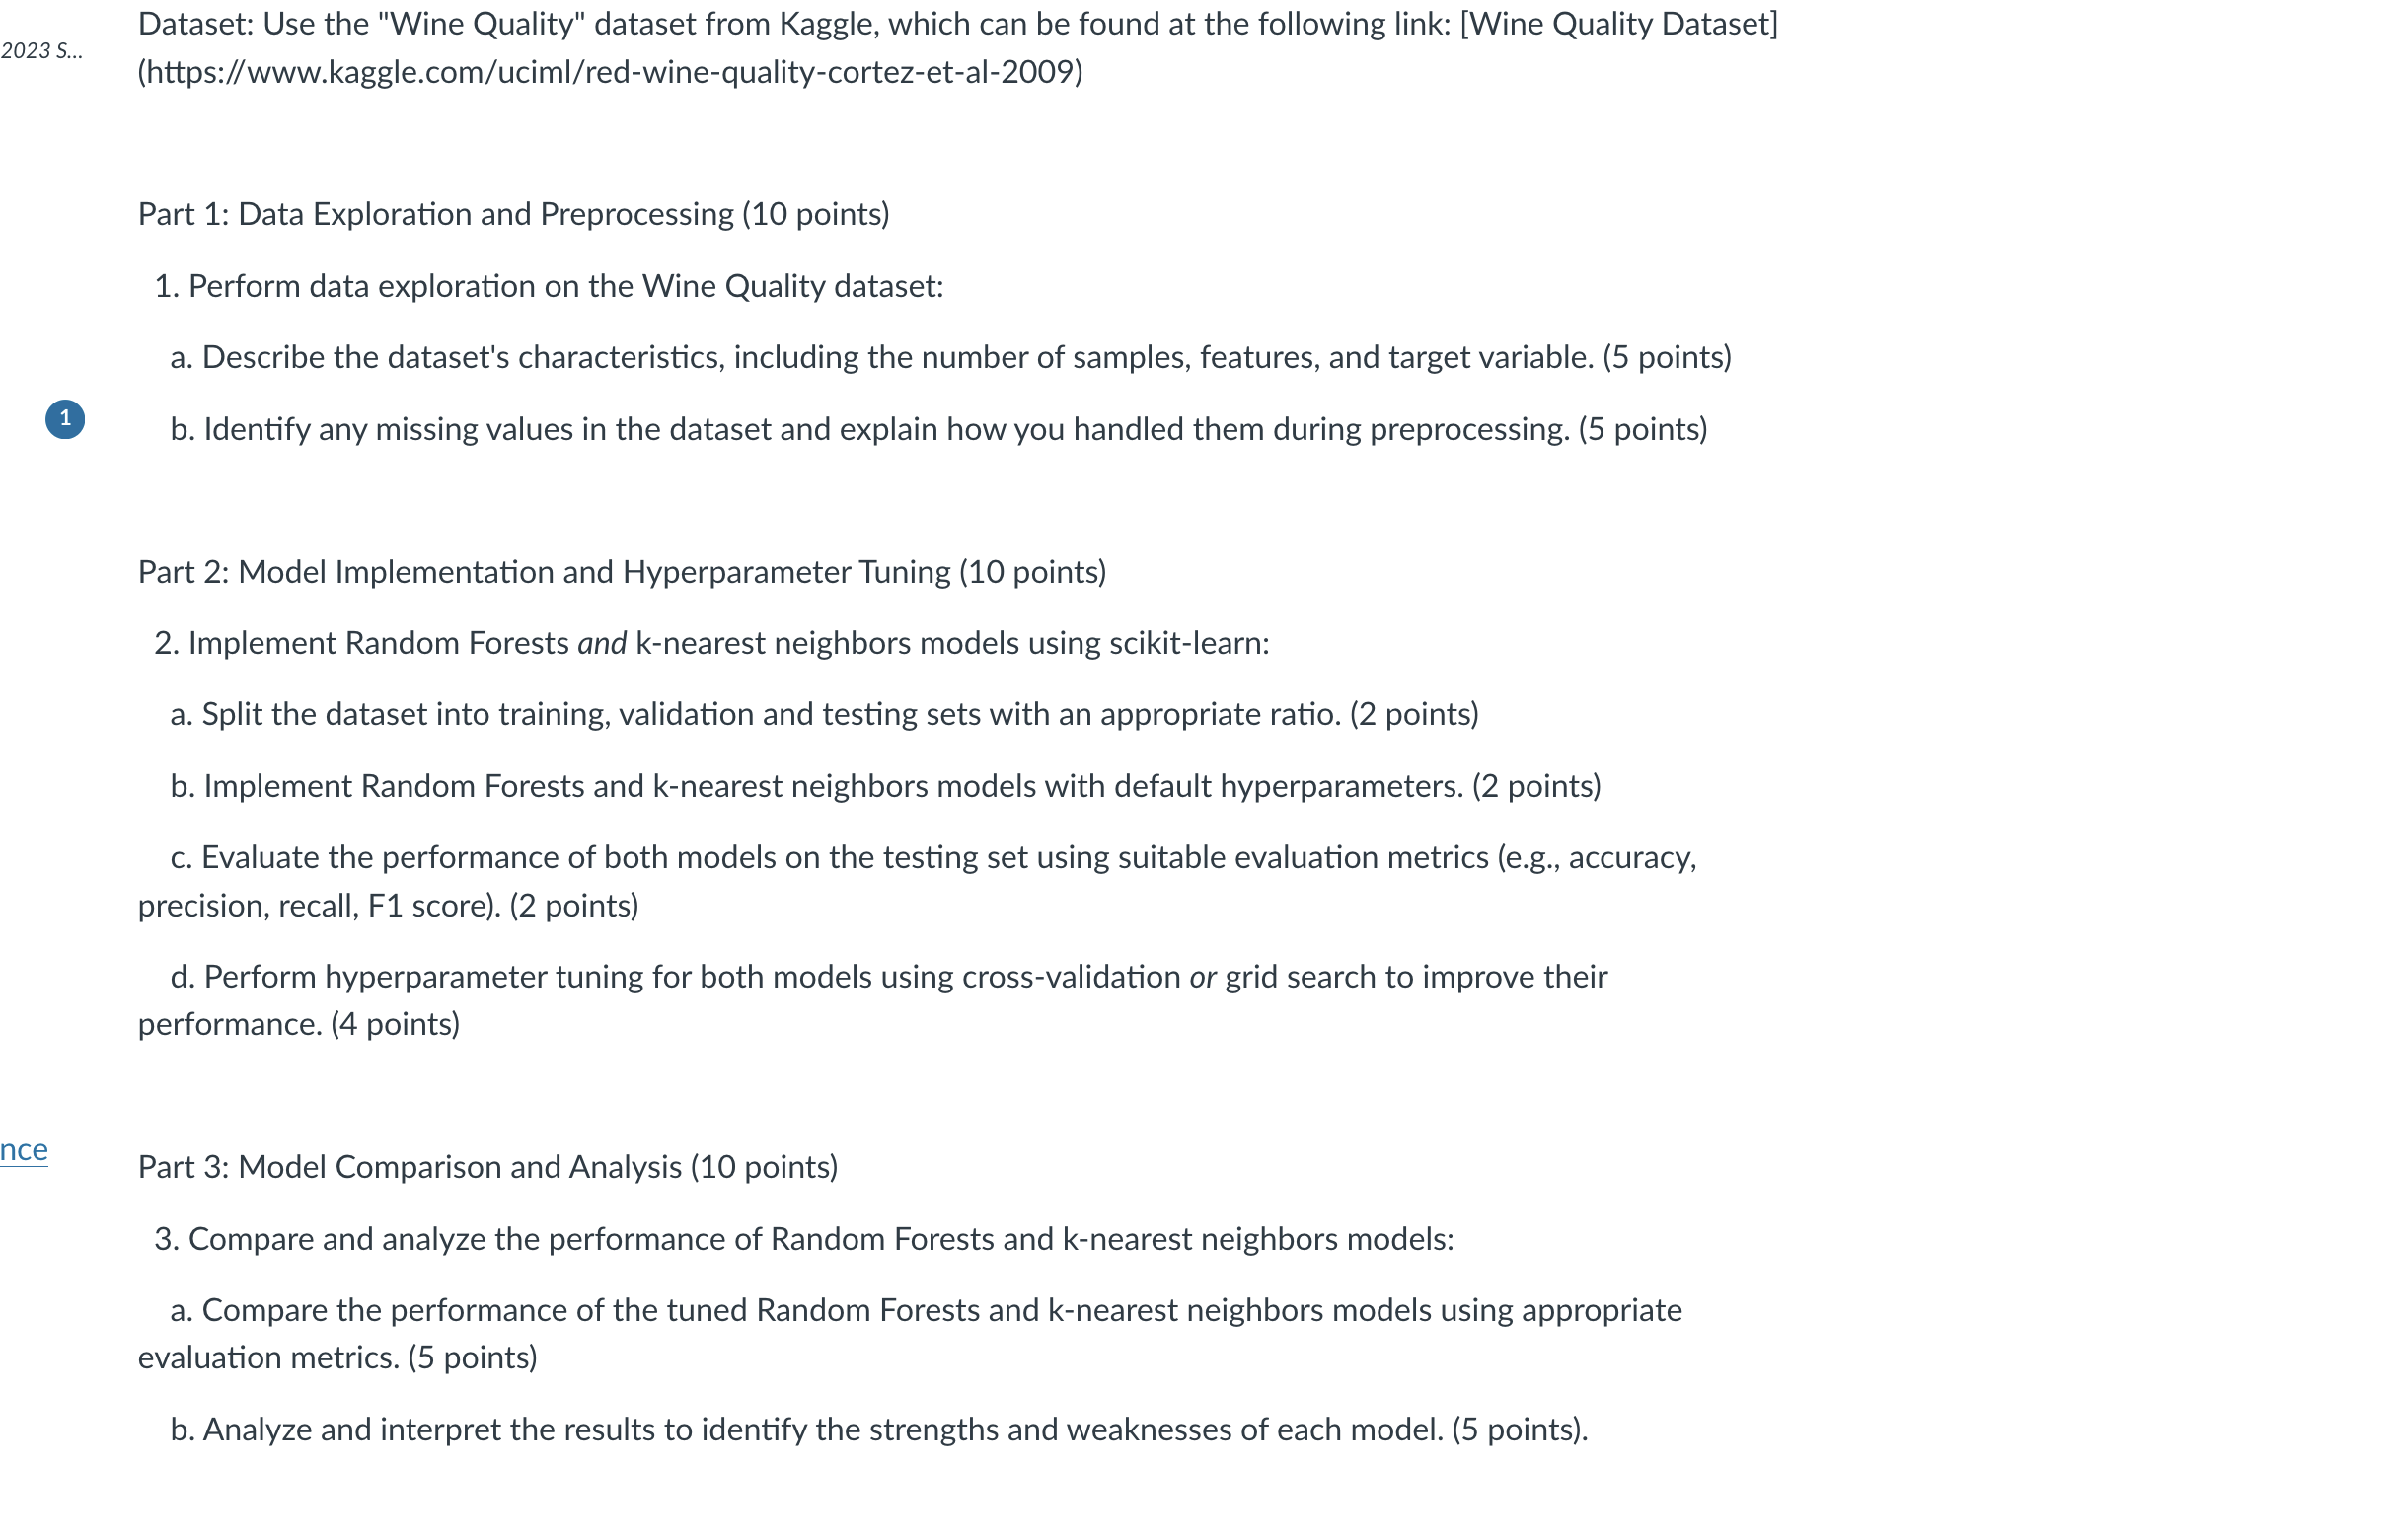 Dataset: Use the "Wine Quality" dataset from Kaggle, which can be found at the following link: [Wine Quality Dataset]
2023 S...
(https://www.kaggle.com/uciml/red-wine-quality-cortez-et-al-2009)
Part 1: Data Exploration and Preprocessing (10 points)
1. Perform data exploration on the Wine Quality dataset:
a. Describe the dataset's characteristics, including the number of samples, features, and target variable. (5 points)
1
b. Identify any missing values in the dataset and explain how you handled them during preprocessing. (5 points)
Part 2: Model Implementation and Hyperparameter Tuning (10 points)
2. Implement Random Forests and k-nearest neighbors models using scikit-learn:
a. Split the dataset into training, validation and testing sets with an appropriate ratio. (2 points)
b. Implement Random Forests and k-nearest neighbors models with default hyperparameters. (2 points)
c. Evaluate the performance of both models on the testing set using suitable evaluation metrics (e.g., accuracy,
precision, recall, F1 score). (2 points)
d. Perform hyperparameter tuning for both models using cross-validation or grid search to improve their
performance. (4 points)
nce
Part 3: Model Comparison and Analysis (10 points)
3. Compare and analyze the performance of Random Forests and k-nearest neighbors models:
a. Compare the performance of the tuned Random Forests and k-nearest neighbors models using appropriate
evaluation metrics. (5 points)
b. Analyze and interpret the results to identify the strengths and weaknesses of each model. (5 points).